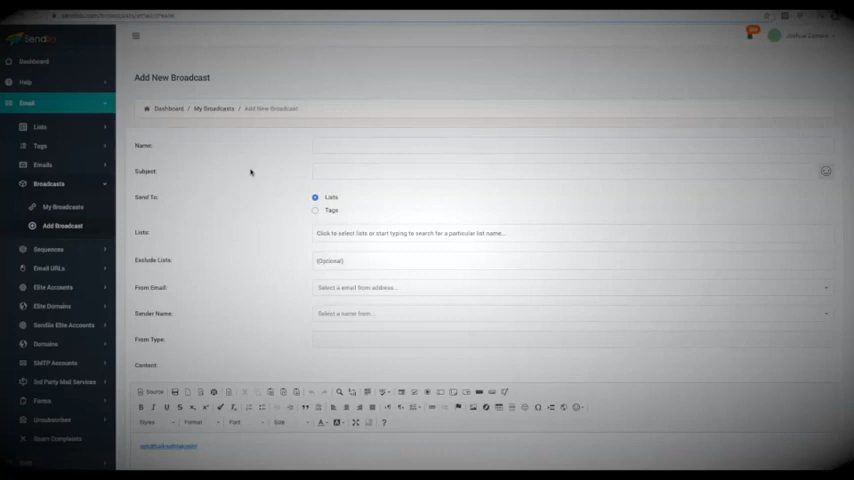 Sendiio
Joshua Zamora
Dashboard
Help
Email
Lists
Tags
Emails
Broadcasts
My Broadcasts
Add Broadcast
Sequences
Email URLs
Elite Accounts
Elite Domains
Sendiio Elite Accounts
Domains
SMTP Accounts
3rd Party Mail Services
Forms
Unsubscribes
Spam Complaints
Add New Broadcast
Dashboard / My Broadcasts / Add New Broadcast
Name:
Subject:
Send To:
Lists
Tags
Lists: Click to select lists or start typing to search for a particular list name...
Exclude Lists: (Optional)
From Email: Select a email from address...
Sender Name: Select a name from...
From Type:
Content:
Source
Styles Format Font Size